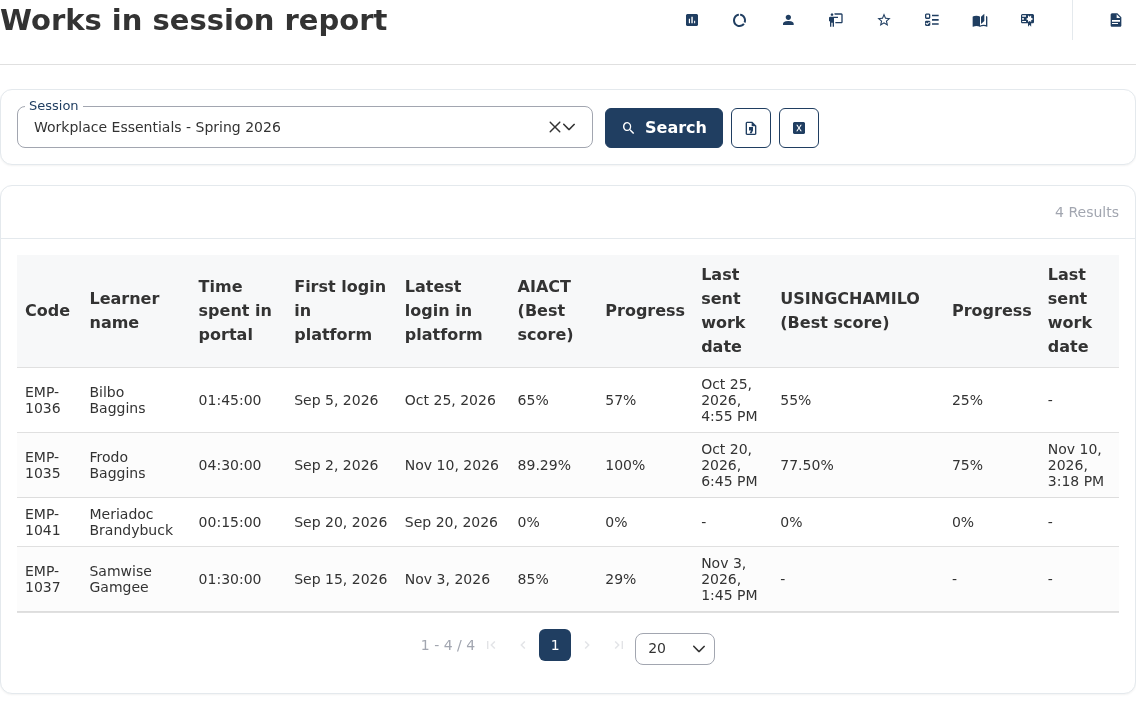 Works in session report
Session
Workplace Essentials - Spring 2026
Search
4 Results
Code
Learner name
Time spent in portal
First login in platform
Latest login in platform
AIACT (Best score)
Progress
Last sent work date
USINGCHAMILO (Best score)
Progress
Last sent work date
EMP-1036 Bilbo Baggins 01:45:00 Sep 5, 2026 Oct 25, 2026 65% 57% Oct 25, 2026, 4:55 PM 55% 25% -
EMP-1035 Frodo Baggins 04:30:00 Sep 2, 2026 Nov 10, 2026 89.29% 100% Oct 20, 2026, 6:45 PM 77.50% 75% Nov 10, 2026, 3:18 PM
EMP-1041 Meriadoc Brandybuck 00:15:00 Sep 20, 2026 Sep 20, 2026 0% 0% - 0% 0% -
EMP-1037 Samwise Gamgee 01:30:00 Sep 15, 2026 Nov 3, 2026 85% 29% Nov 3, 2026, 1:45 PM - - -
1 - 4 / 4 1 20